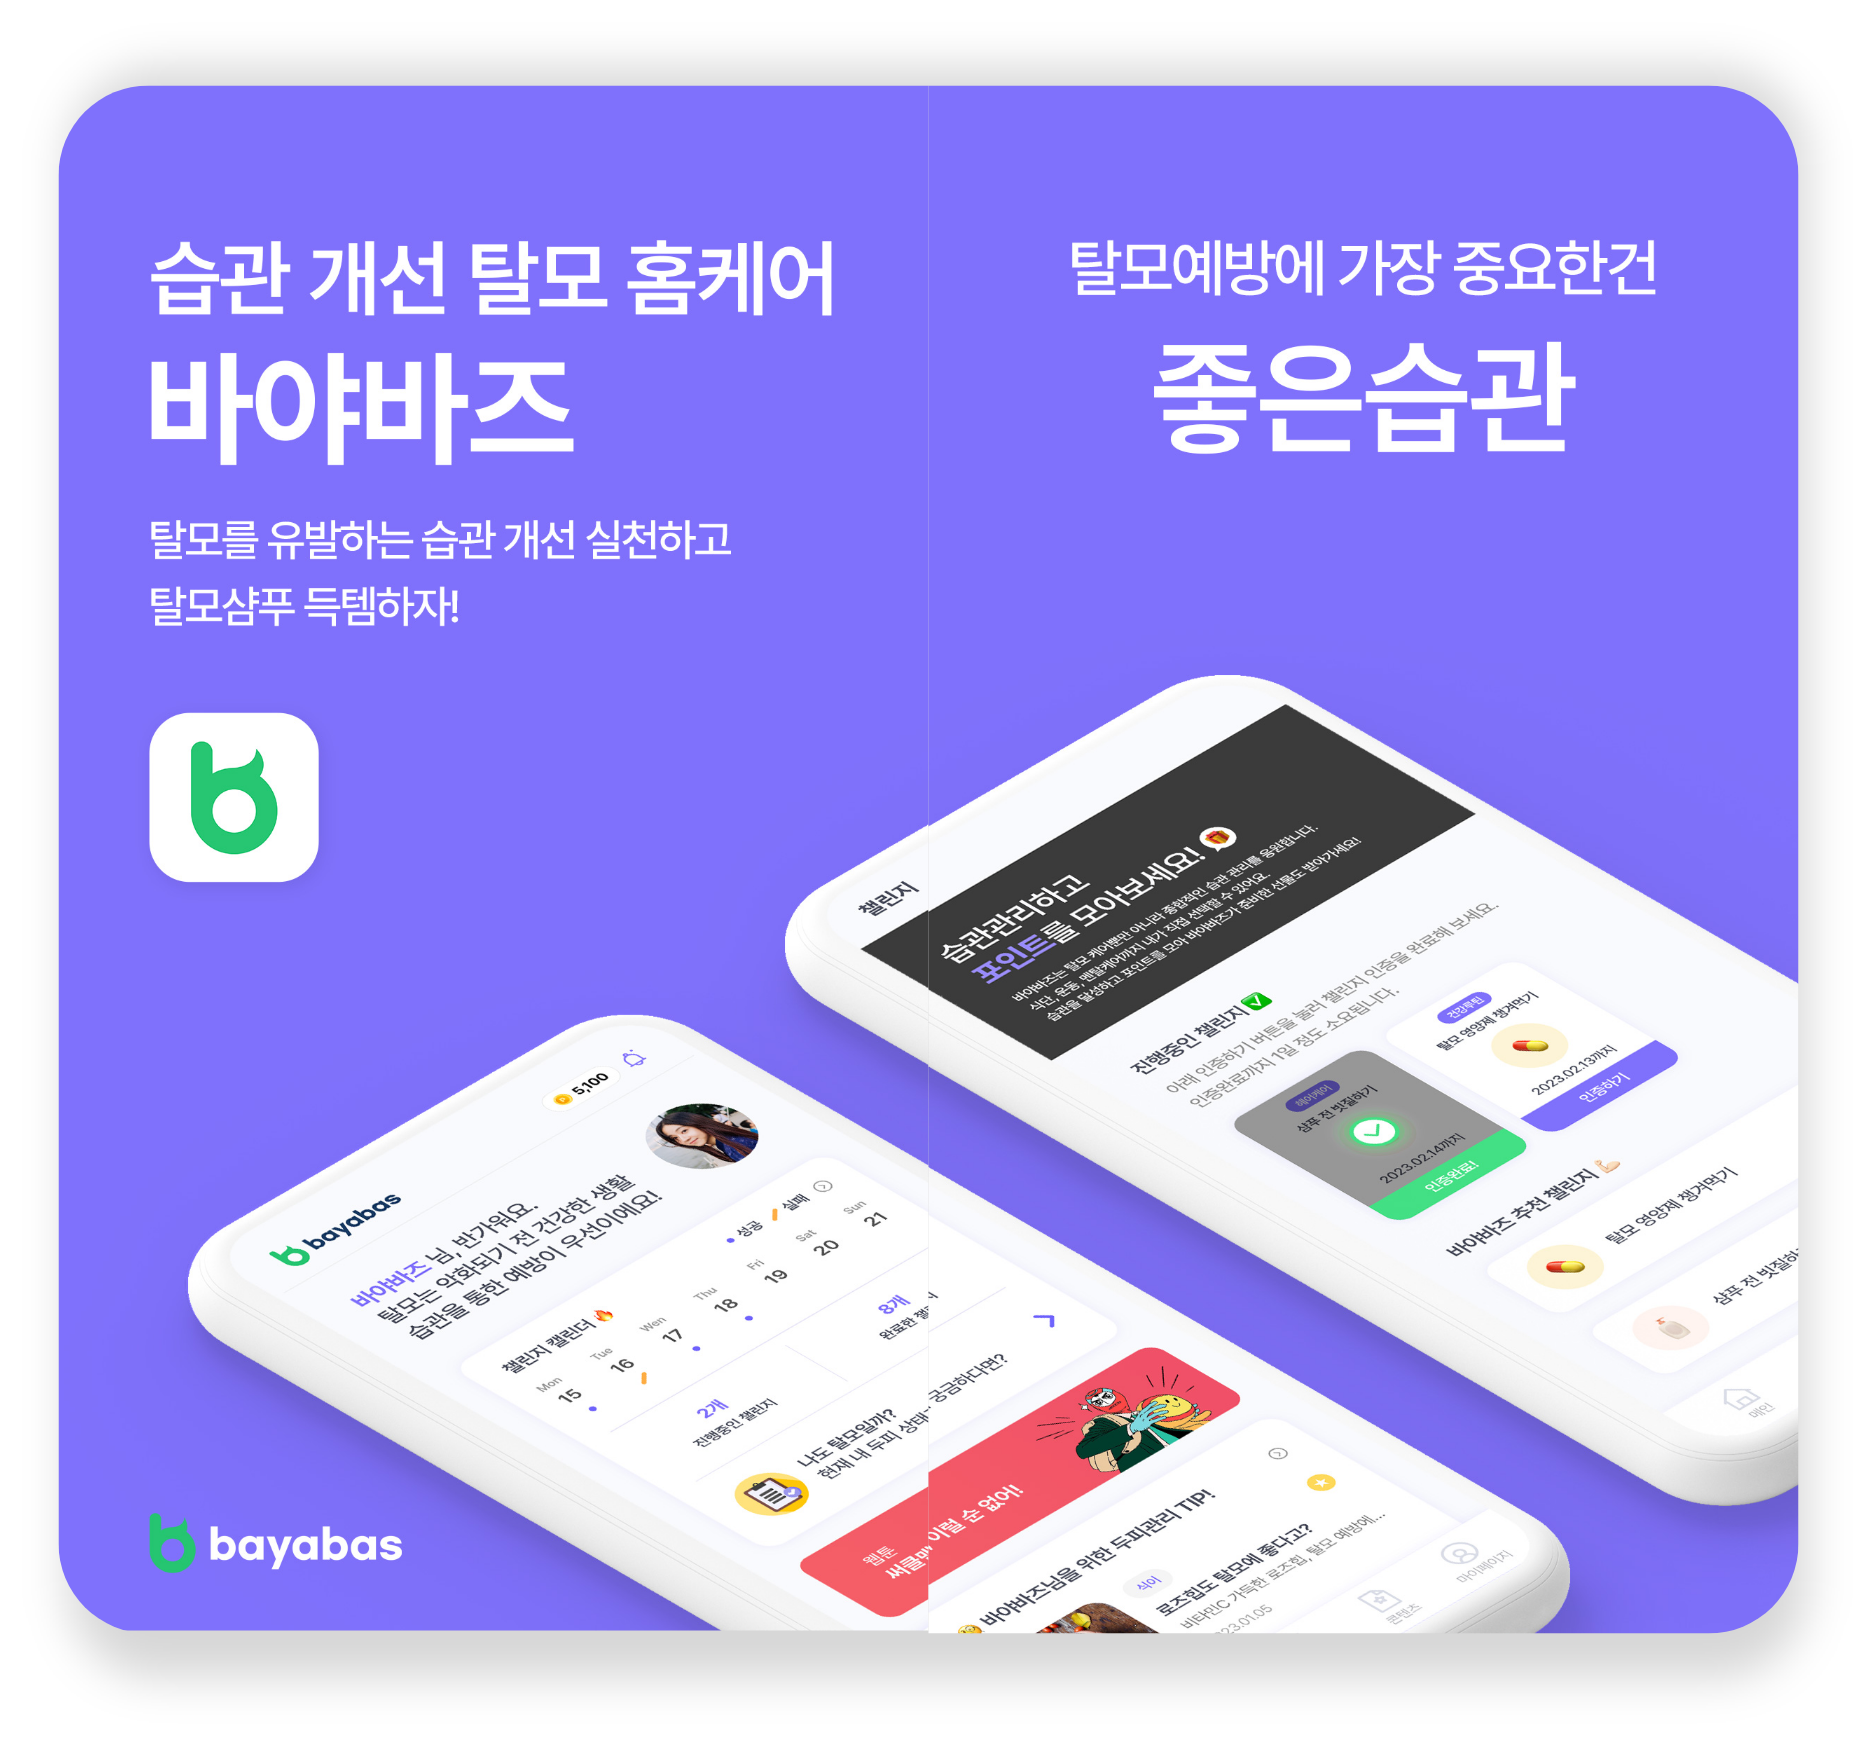 습관 개선 탈모 홈케어
바야바즈
탈모를 유발하는 습관 개선 실천하고
탈모샴푸 득템하자!
bayabas
탈모예방에 가장 중요한건
좋은습관
5,100
bayabas
바야바즈 님, 반가워요.
탈모는 악화되기 전 건강한 생활
습관을 통한 예방이 우선이에요!
챌린지 캘린더
성공 실패
Mon Tue Wen Thu Fri Sat Sun
15 16 17 18 19 20 21
2개 8개
진행중인 챌린지 완료한
나도 탈모일까?
현재 내 두피 상태 궁금하다면?
웹툰
이럴 순 없어!
바야바즈님을 위한 두피관리 TIP!
식이
로즈힙도 탈모에 좋다고?
비타민C 가득한 로즈힙, 탈모 예방에...
23.01.05
콘텐츠
마이페이지
챌린지
습관관리하고
포인트를 모아보세요!
바야바즈는 탈모 케어뿐만 아니라 종합적인 습관 관리를 응원합니다.
식단, 운동, 멘탈케어까지 내가 직접 선택할 수 있어요.
습관을 달성하고 포인트를 모아 바야바즈가 준비한 선물도 받아가세요!
진행중인 챌린지
아래 인증하기 버튼을 눌러 챌린지 인증을 완료해 보세요.
인증완료까지 1일 정도 소요됩니다.
헤어케어
샴푸 전 빗질하기
2023.02.14까지
인증완료!
건강루틴
탈모 영양제 챙겨먹기
2023.02.13까지
인증하기
바야바즈 추천 챌린지
탈모 영양제 챙겨먹기
샴푸 전 빗질하
메인